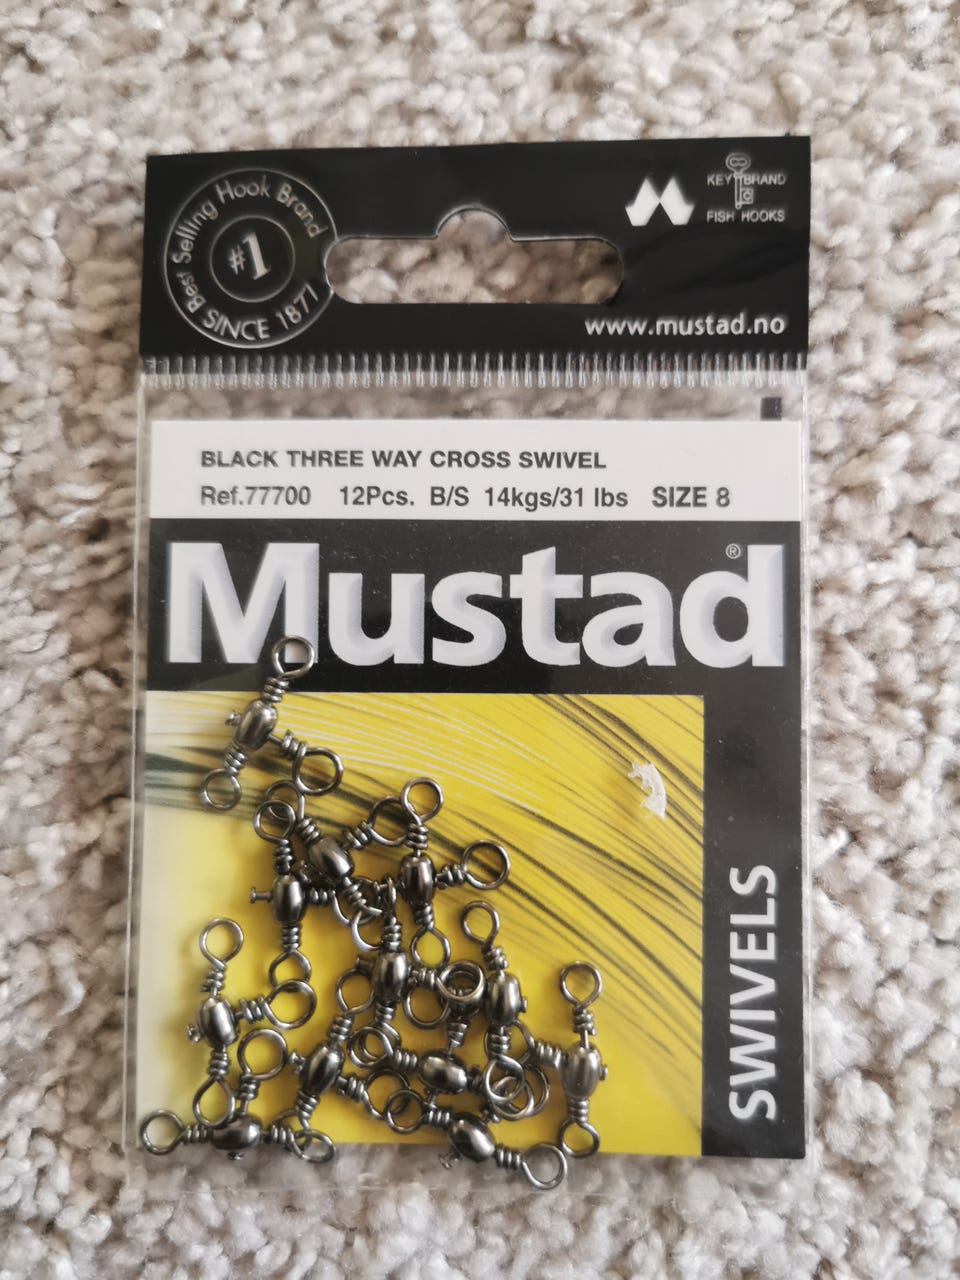 Best Selling Hook Brand
#1
SINCE 1877
KEY BRAND
FISH HOOKS
www.mustad.no
BLACK THREE WAY CROSS SWIVEL
Ref.77700 12Pcs. B/S 14kgs/31 lbs SIZE 8
Mustad®
SWIVELS